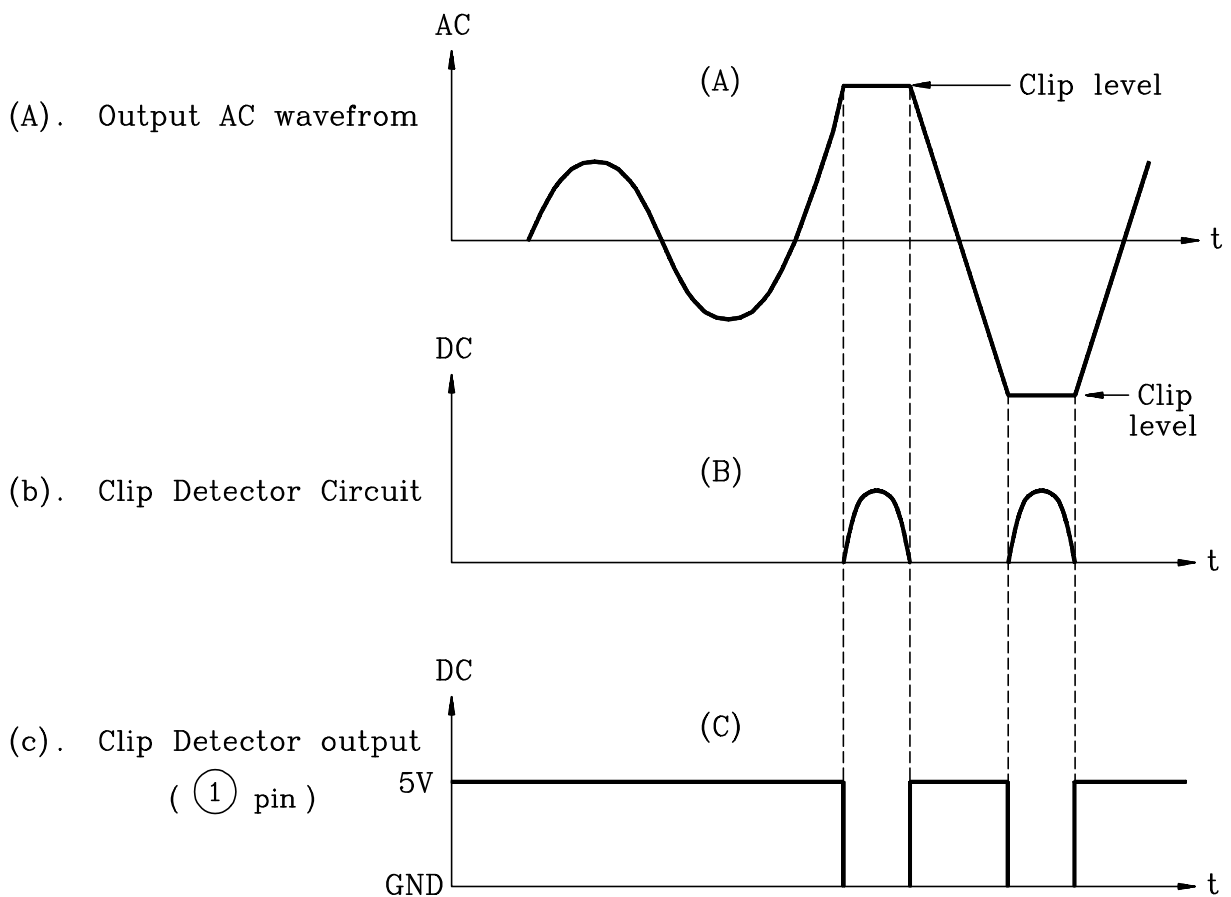 AC
(A)
Clip level
(A). Output AC wavefrom
t
DC
Clip
level
(B)
(b). Clip Detector Circuit
t
DC
(C)
(c). Clip Detector output
( 1 pin )
5V
GND
t